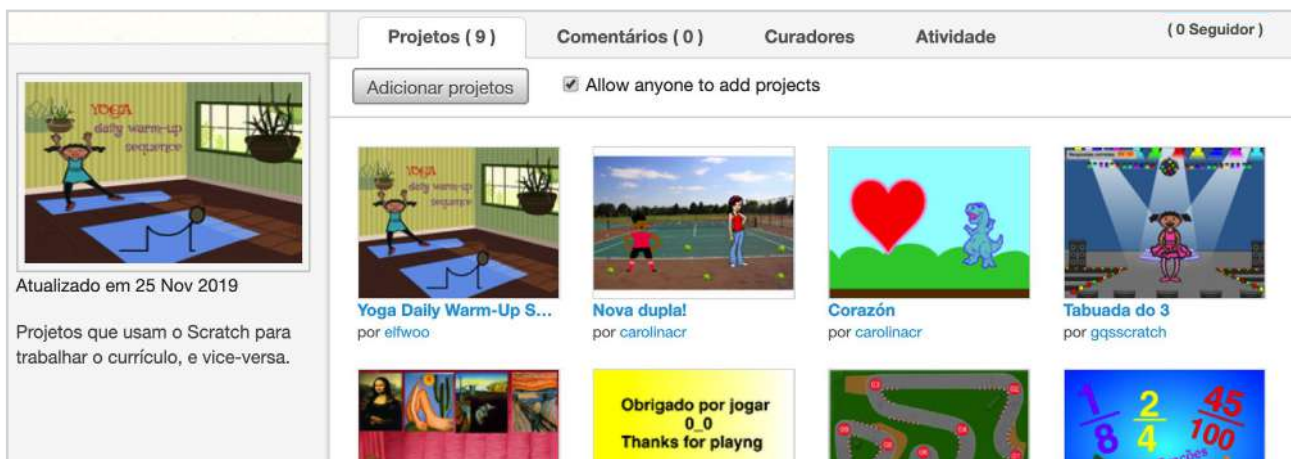 Projetos ( 9 )
Comentários ( 0 )
Curadores
Atividade
( 0 Seguidor )
Adicionar projetos
Allow anyone to add projects
YOGA
daily warm-up
sequence
Atualizado em 25 Nov 2019
Projetos que usam o Scratch para
trabalhar o currículo, e vice-versa.
YOGA
daily warm-up
sequence
Yoga Daily Warm-Up S...
por elfwoo
Nova dupla!
por carolinacr
Corazón
por carolinacr
Tabuada do 3
por gqsscratch
Obrigado por jogar
0_0
Thanks for playng
1/8
2/4
45/100